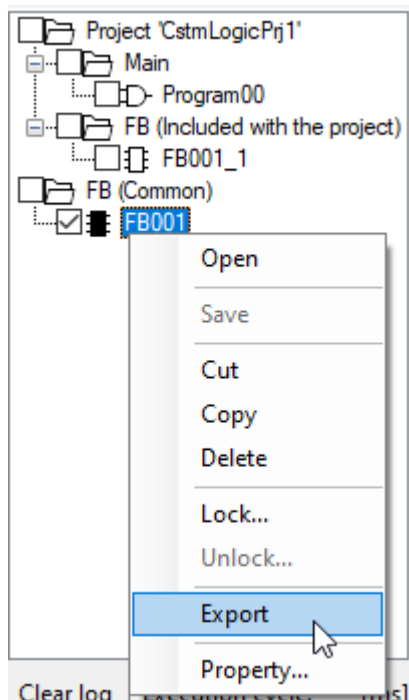 Project 'CstmLogicPrj1'
Main
Program00
FB (Included with the project)
FB001_1
FB (Common)
FB001
Open
Save
Cut
Copy
Delete
Lock...
Unlock...
Export
Property...
Clear log